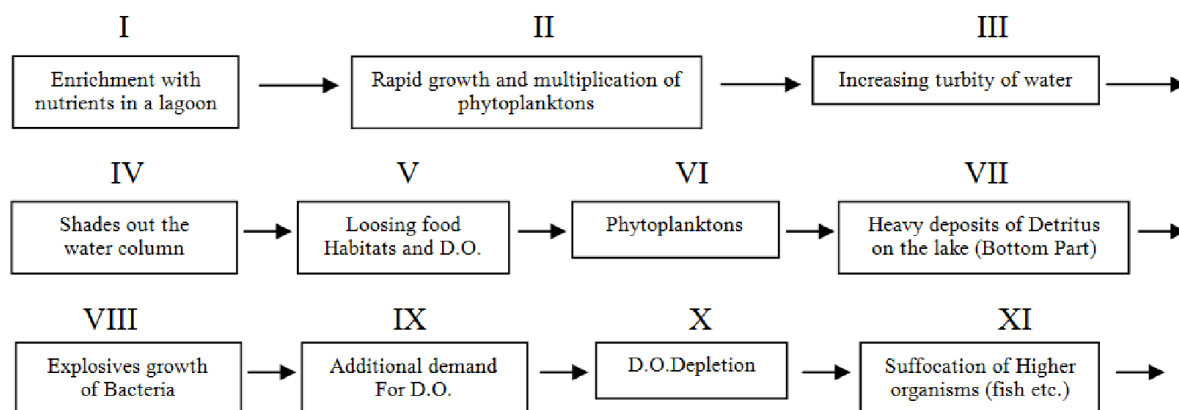 I
II
III
Enrichment with
nutrients in a lagoon
Rapid growth and multiplication of
phytoplanktons
Increasing turbity of water
IV
V
VI
VII
Shades out the
water column
Loosing food
Habitats and D.O.
Phytoplanktons
Heavy deposits of Detritus
on the lake (Bottom Part)
VIII
IX
X
XI
Explosives growth
of Bacteria
Additional demand
For D.O.
D.O.Depletion
Suffocation of Higher
organisms (fish etc.)